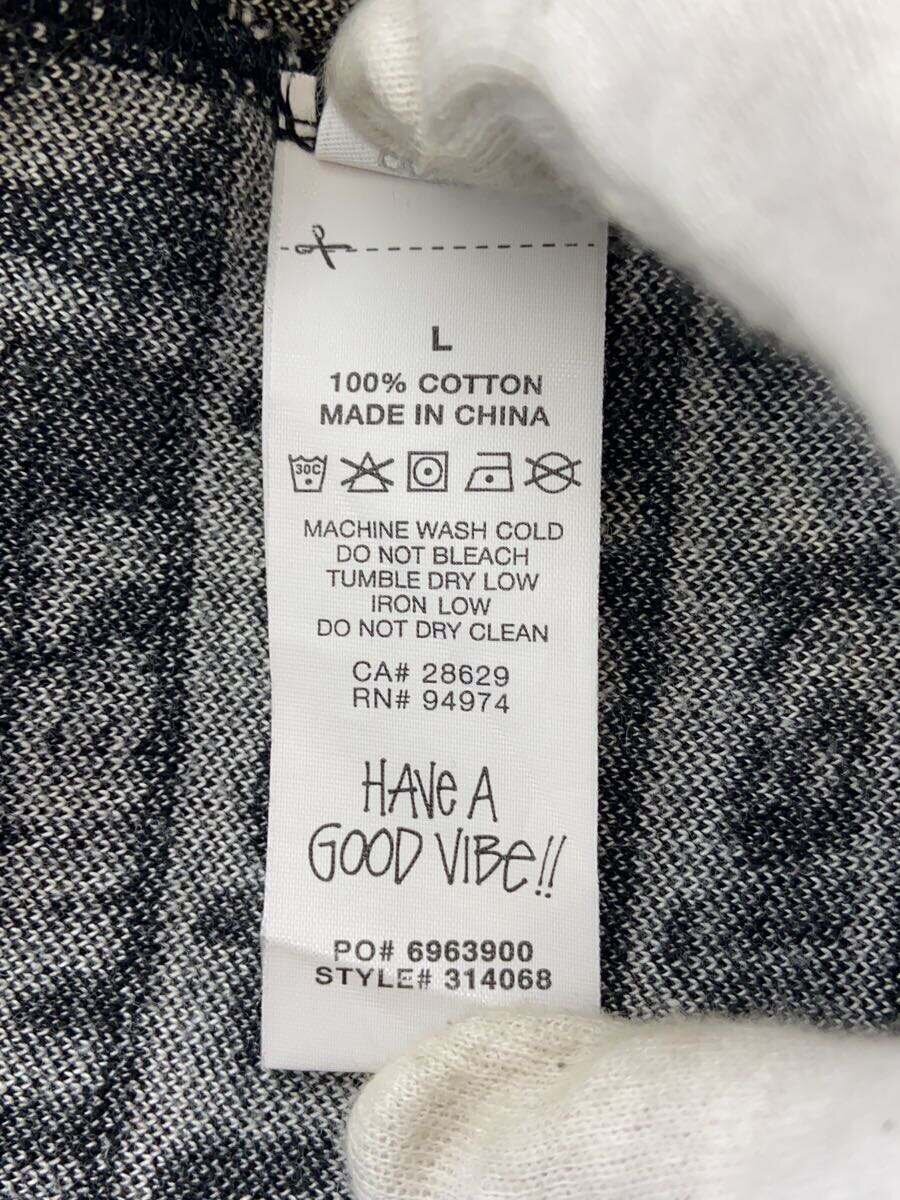 L
100% COTTON
MADE IN CHINA
30C
MACHINE WASH COLD
DO NOT BLEACH
TUMBLE DRY LOW
IRON LOW
DO NOT DRY CLEAN
CA# 28629
RN# 94974
HAVe A
GOOD VIBe!!
PO# 6963900
STYLE# 314068